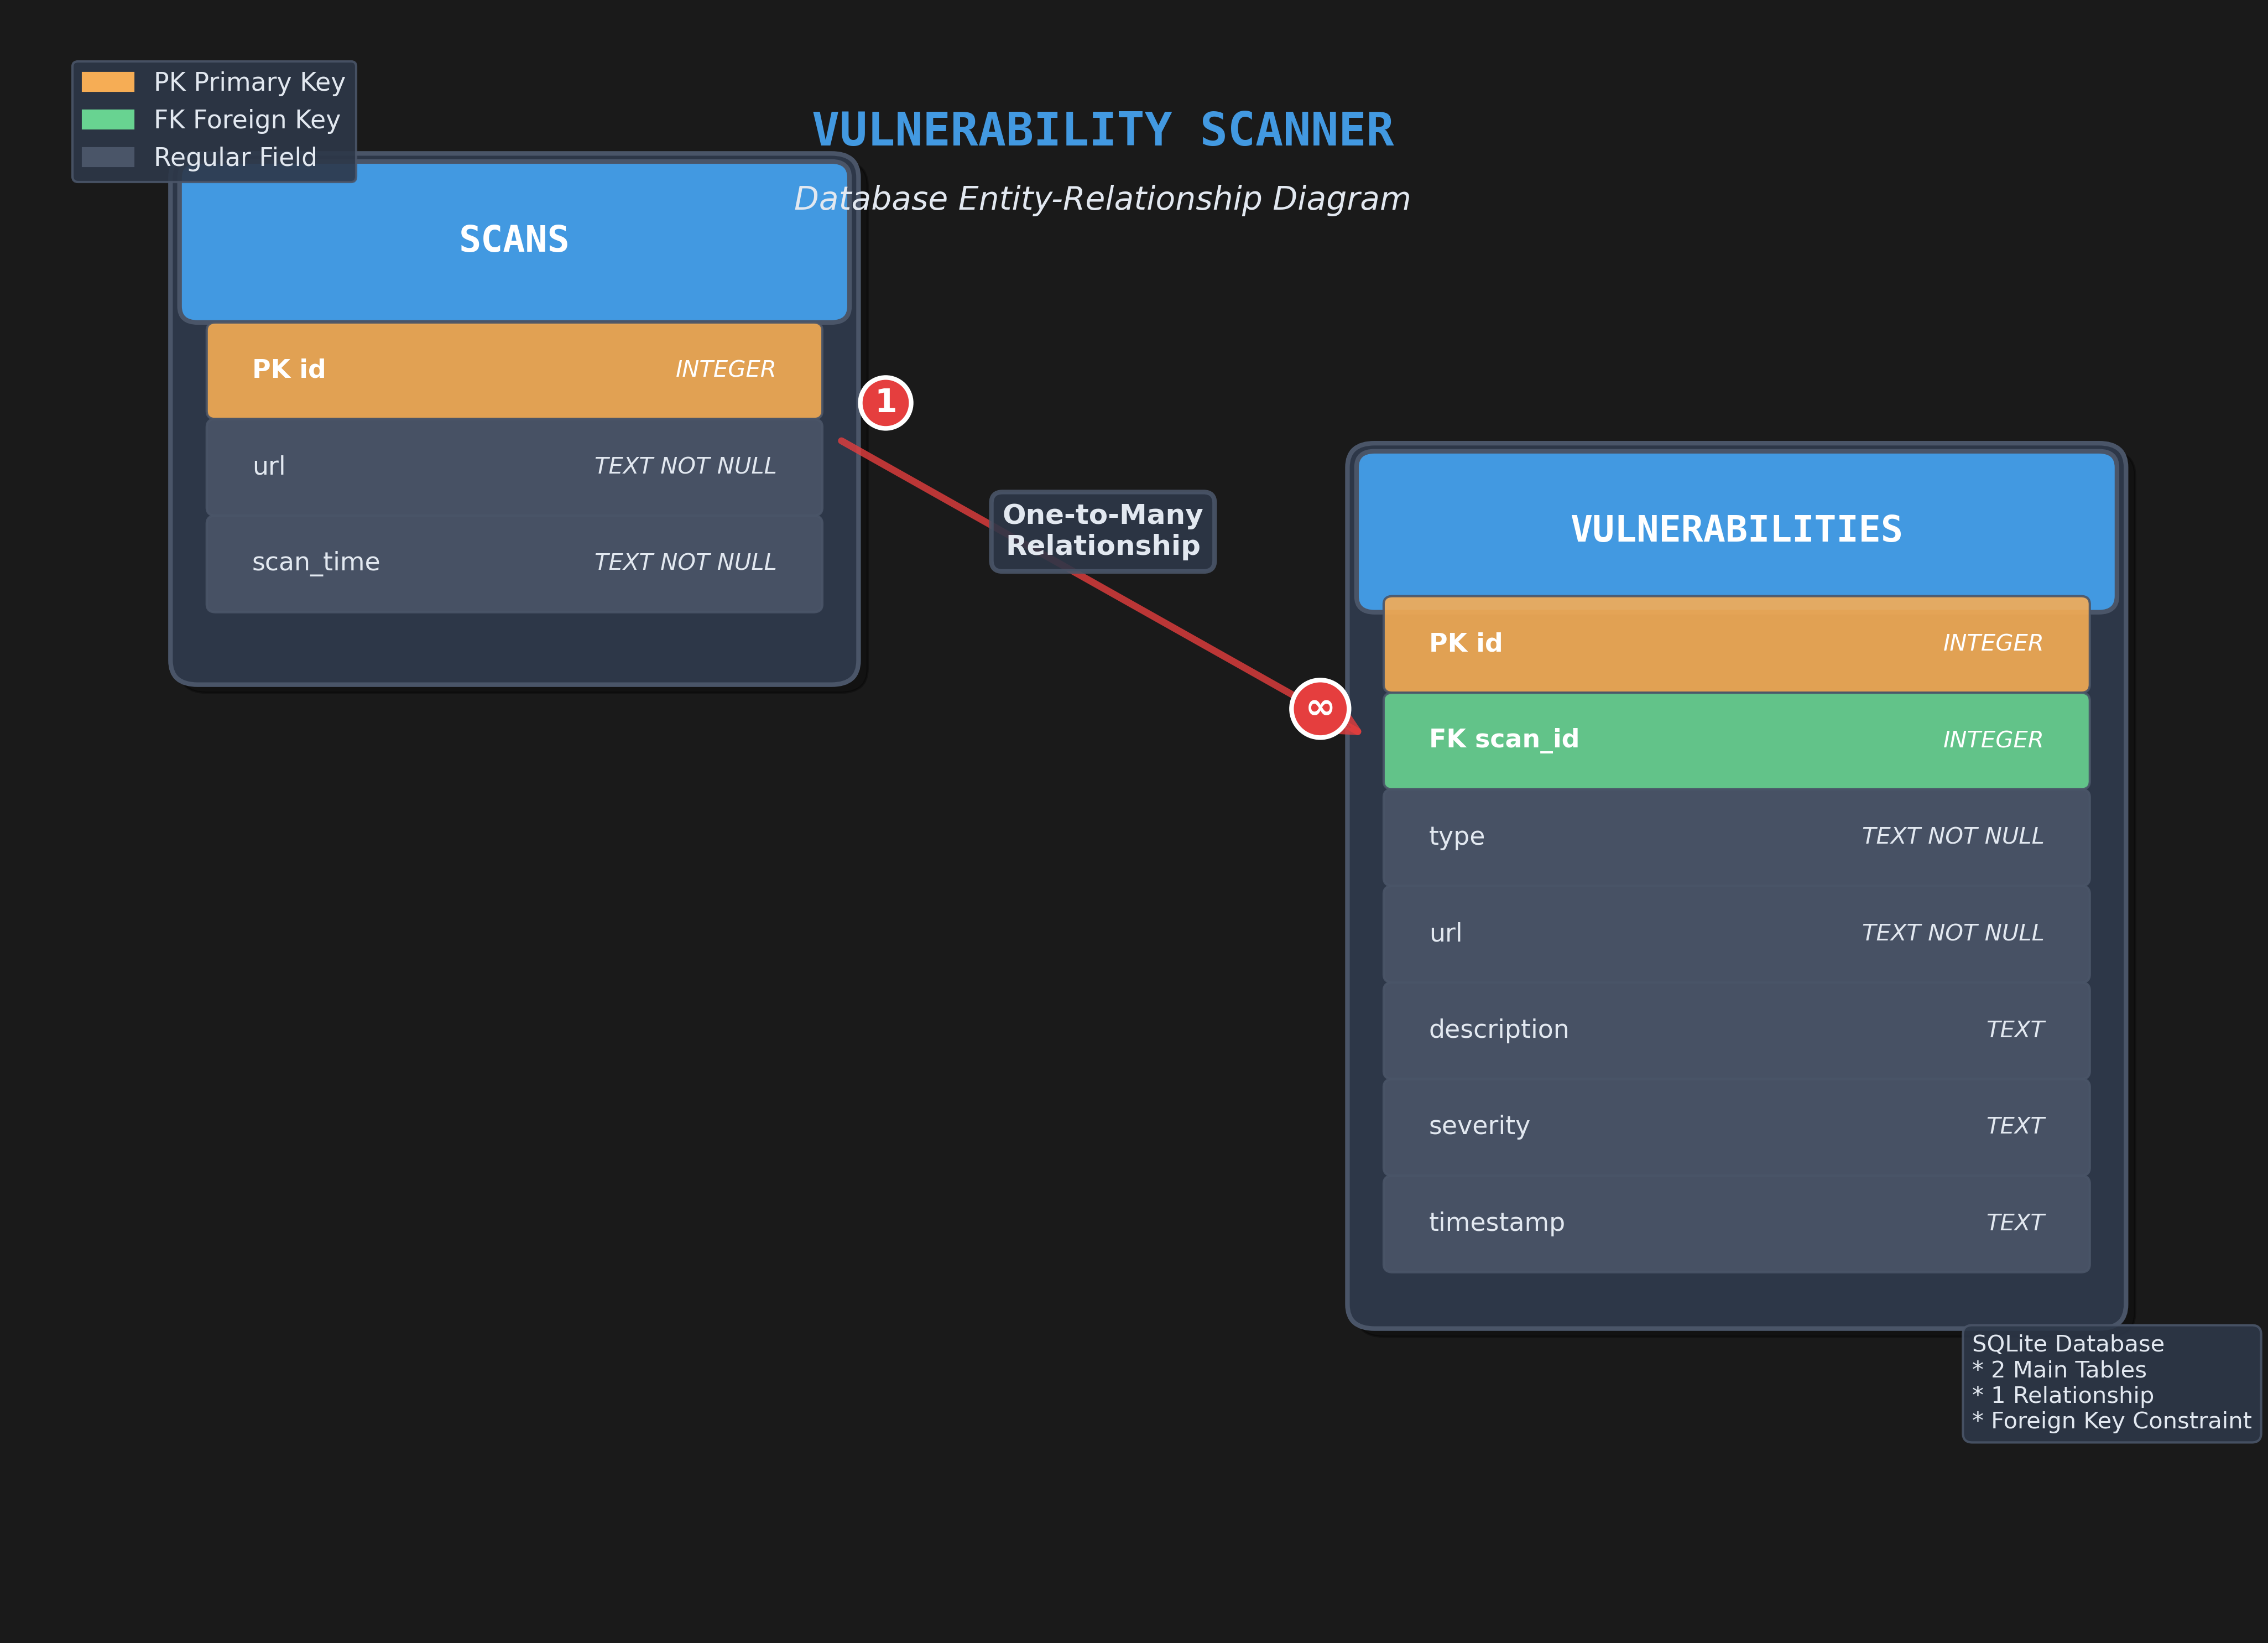 PK Primary Key
FK Foreign Key
Regular Field
VULNERABILITY SCANNER
Database Entity-Relationship Diagram
SCANS
PK id INTEGER
url TEXT NOT NULL
scan_time TEXT NOT NULL
1
One-to-Many
Relationship
∞
VULNERABILITIES
PK id INTEGER
FK scan_id INTEGER
type TEXT NOT NULL
url TEXT NOT NULL
description TEXT
severity TEXT
timestamp TEXT
SQLite Database
* 2 Main Tables
* 1 Relationship
* Foreign Key Constraint